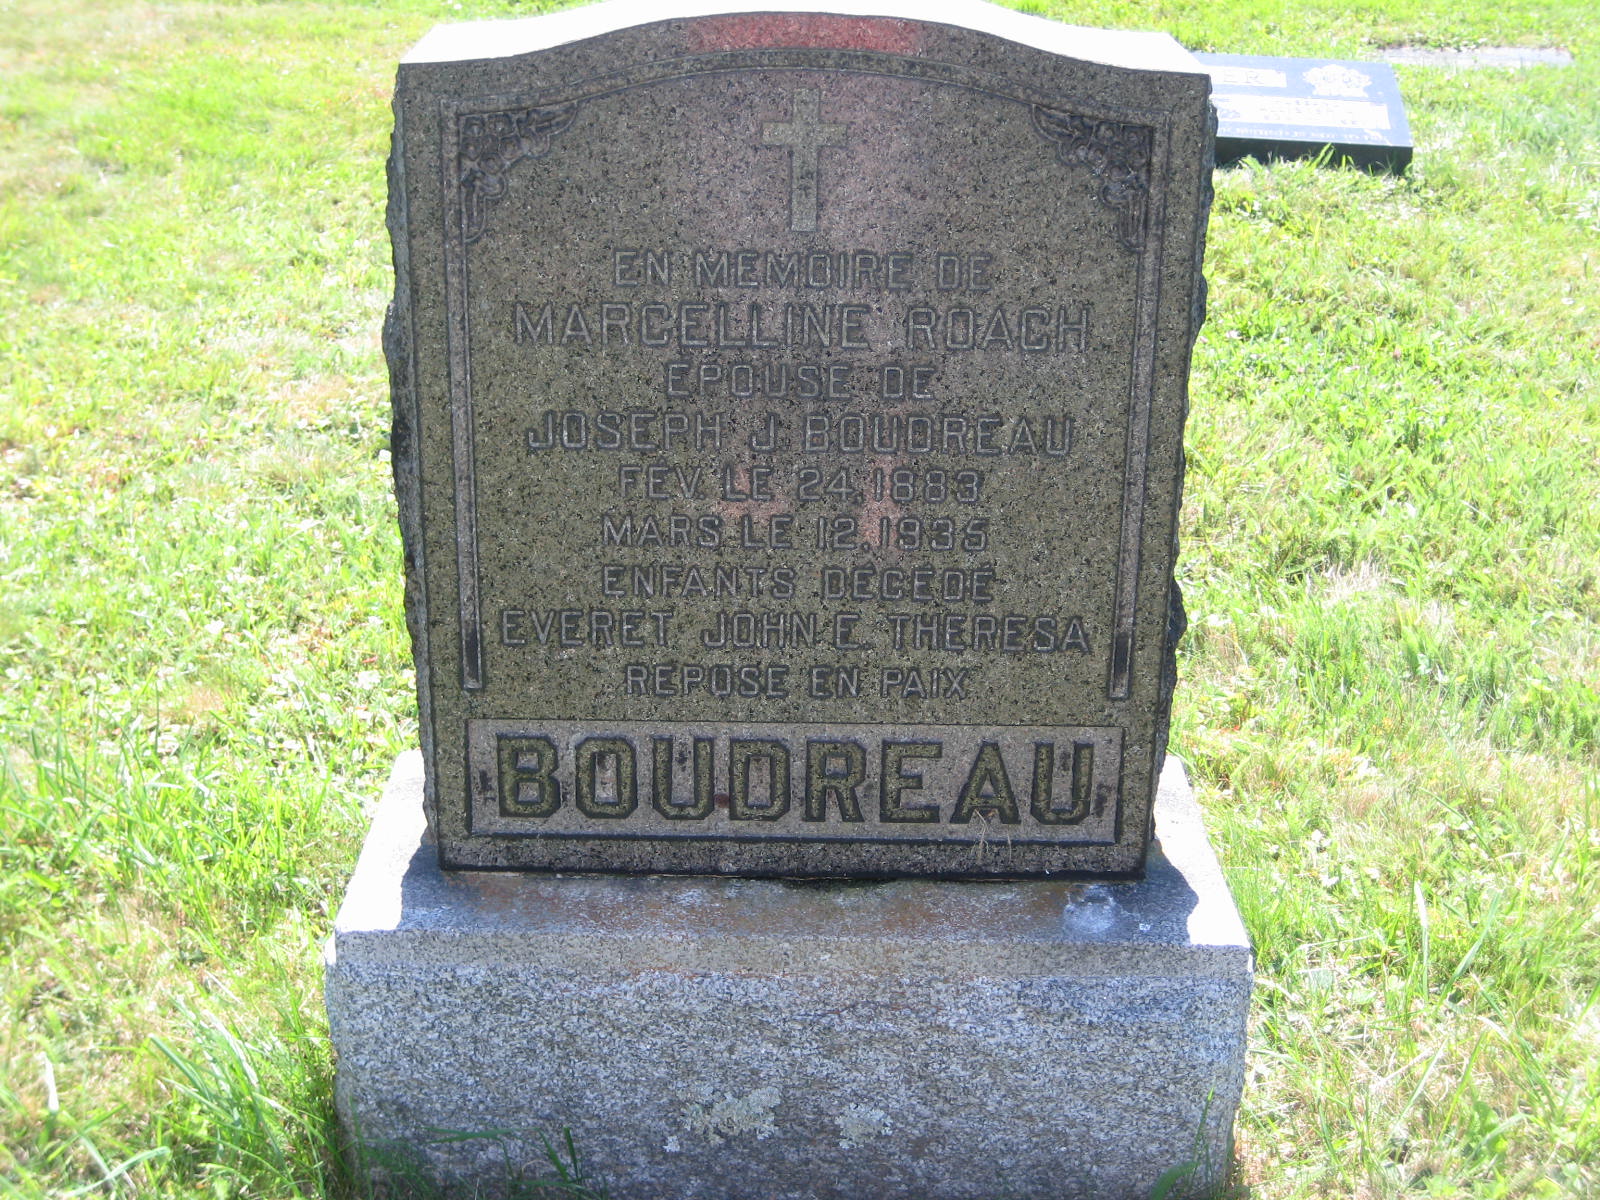 EN MEMOIRE DE
MARCELLINE ROACH
EPOUSE DE
JOSEPH J. BOUDREAU
FEV. LE 24, 1883
MARS LE 12, 1935
ENFANTS DÉCÉDÉ
EVERET JOHN E. THERESA
REPOSE EN PAIX
BOUDREAU